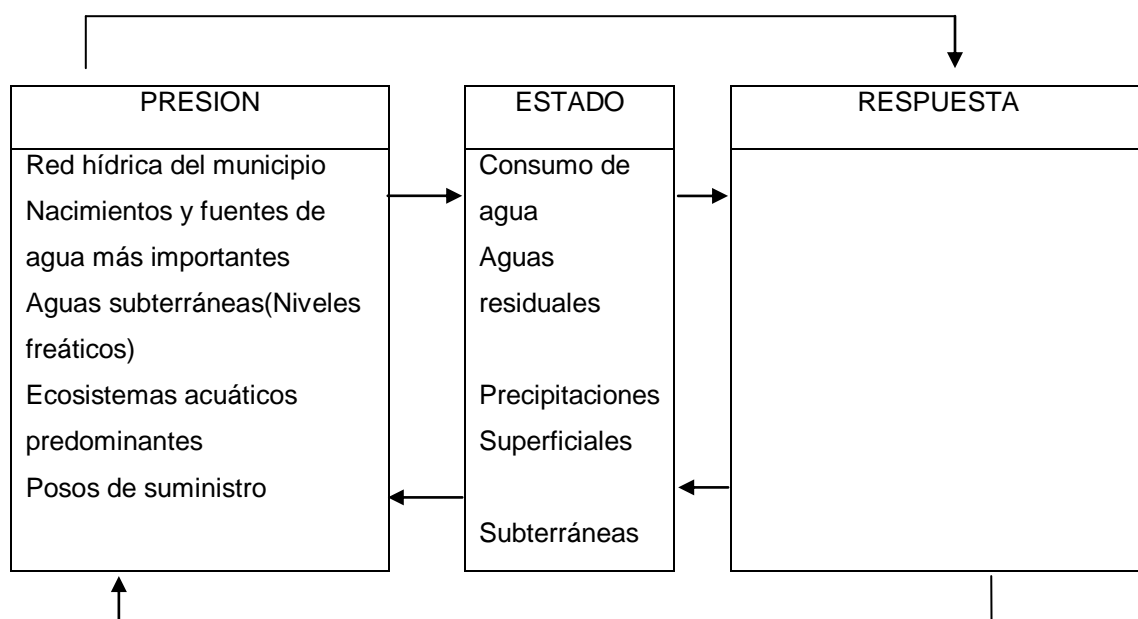 PRESION
Red hídrica del municipio
Nacimientos y fuentes de
agua más importantes
Aguas subterráneas(Niveles
freáticos)
Ecosistemas acuáticos
predominantes
Posos de suministro
ESTADO
Consumo de
agua
Aguas
residuales
Precipitaciones
Superficiales
Subterráneas
RESPUESTA